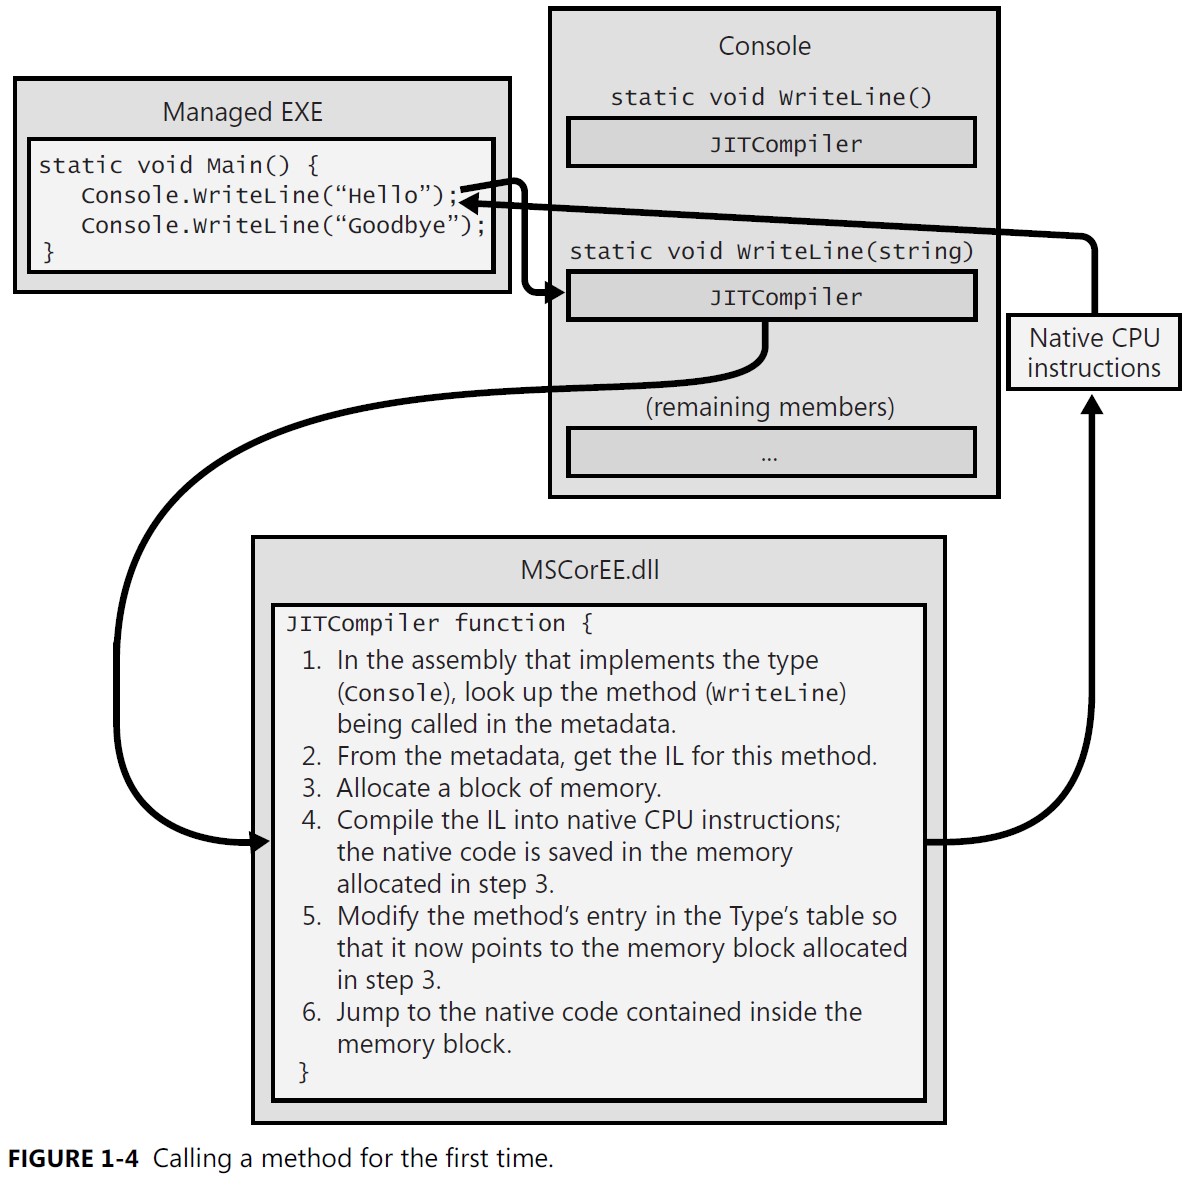 Managed EXE
static void Main() {
Console.WriteLine(“Hello”);
Console.WriteLine(“Goodbye”);
}
Console
static void WriteLine()
JITCompiler
static void WriteLine(string)
JITCompiler
(remaining members)
...
Native CPU
instructions
MSCorEE.dll
JITCompiler function {
1. In the assembly that implements the type
(Console), look up the method (WriteLine)
being called in the metadata.
2. From the metadata, get the IL for this method.
3. Allocate a block of memory.
4. Compile the IL into native CPU instructions;
the native code is saved in the memory
allocated in step 3.
5. Modify the method’s entry in the Type’s table so
that it now points to the memory block allocated
in step 3.
6. Jump to the native code contained inside the
memory block.
}
FIGURE 1-4 Calling a method for the first time.